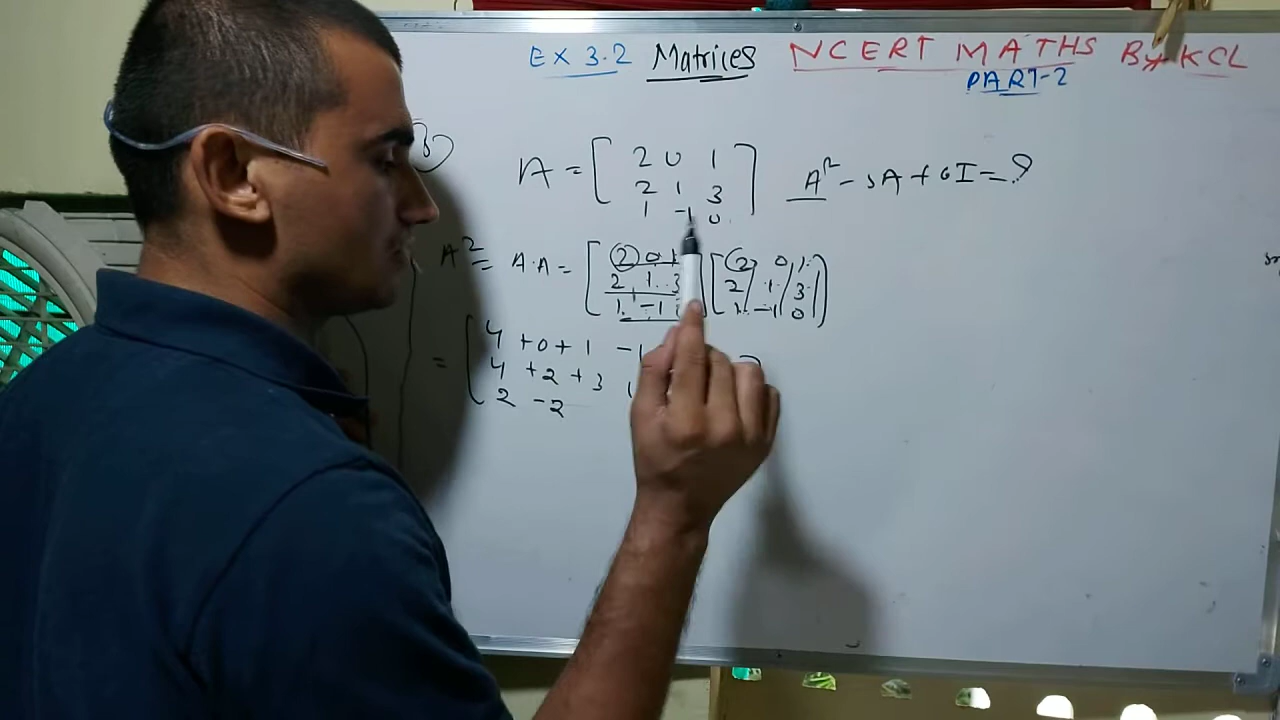 EX 3.2 Matrices NCERT MATHS By KCL
PART-2
A = [ 2 0 1
2 1 3
1 -1 0 ]
A² - 5A + 6I = ?
A² = A.A = [ 2 0 1
2 1 3
1 -1 ] [ 2 0 1
2 1 3
1 -1 0 ]
= [ 4 + 0 + 1 -1
4 + 2 + 3
2 - 2